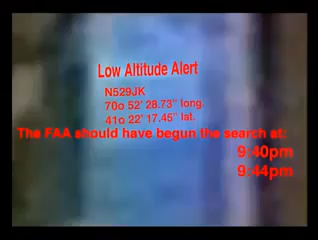 Low Altitude Alert
N529JK
70o 52' 28.73" long.
41o 22' 17.45" lat.
The FAA should have begun the search at:
9:40pm
9:44pm